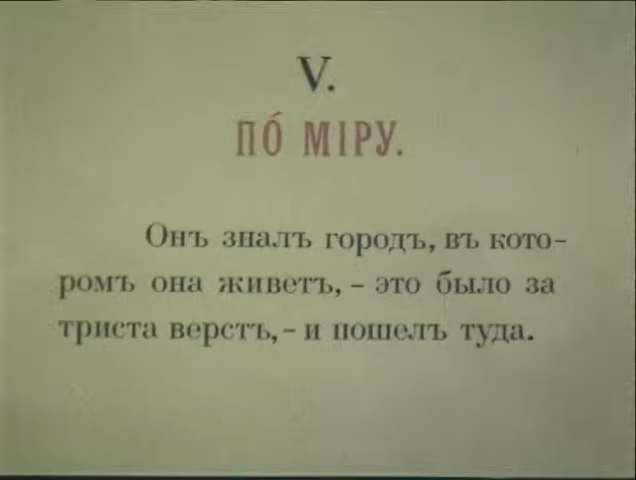 V.
ПО́ МІРУ.
Онъ зналъ городъ, въ кото-
ромъ она живетъ, - это было за
триста верстъ, - и пошелъ туда.